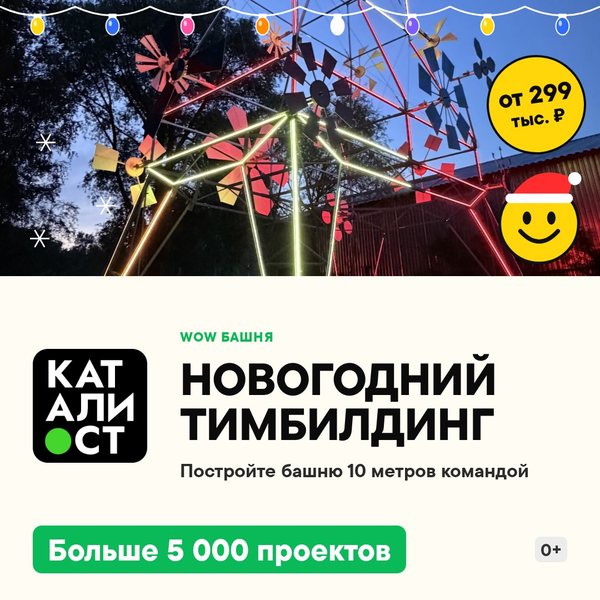 от 299
тыс. ₽
WOW БАШНЯ
КАТ
АЛИ
СТ
НОВОГОДНИЙ
ТИМБИЛДИНГ
Постройте башню 10 метров командой
Больше 5 000 проектов
0+